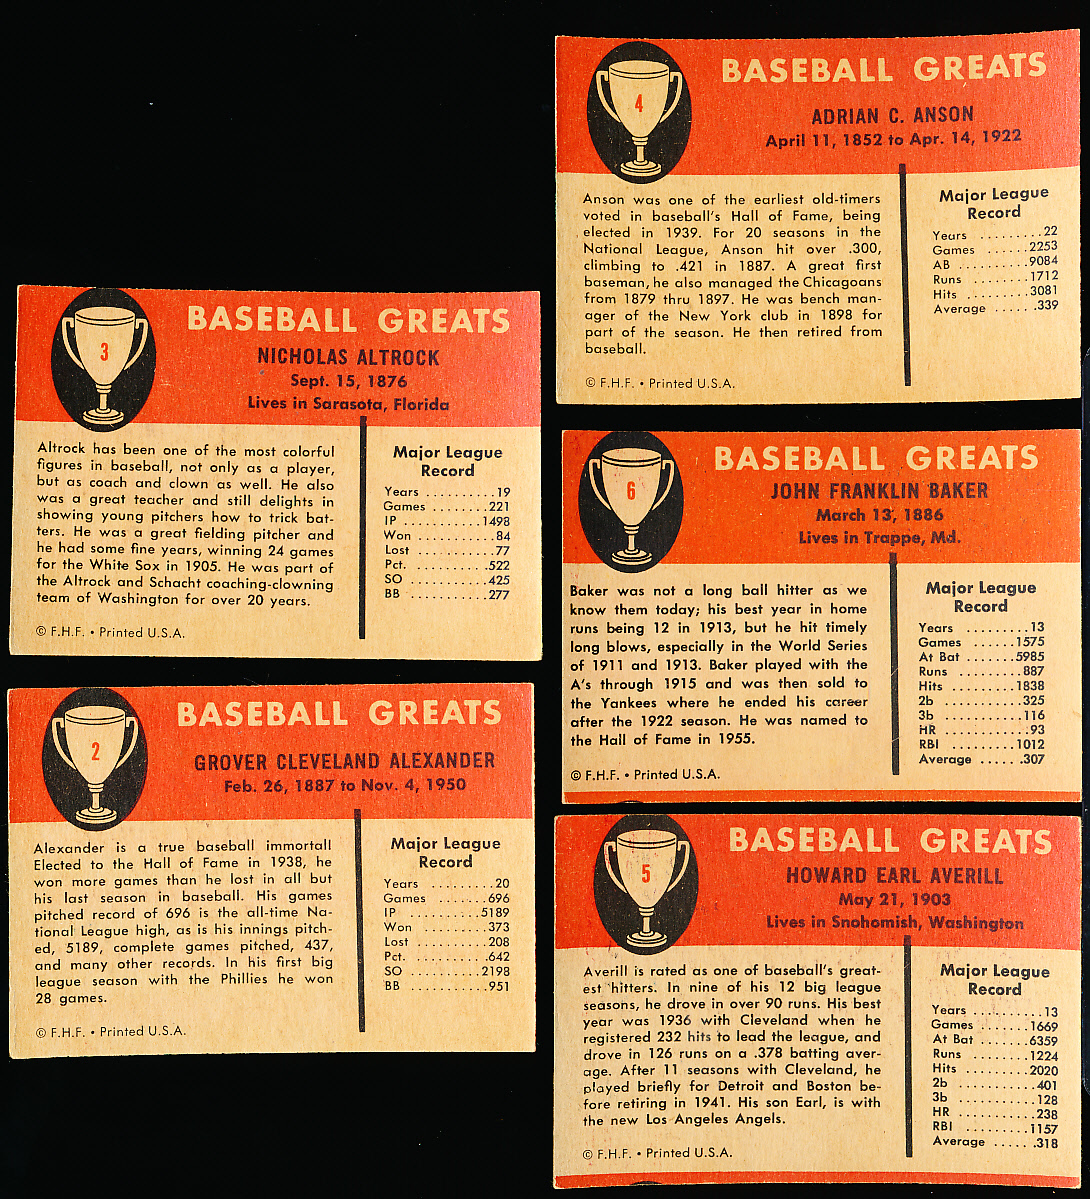 4
BASEBALL GREATS
ADRIAN C. ANSON
April 11, 1852 to Apr. 14, 1922
Anson was one of the earliest old-timers
voted in baseball's Hall of Fame, being
elected in 1939. For 20 seasons in the
National League, Anson hit over .300,
climbing to .421 in 1887. A great first
baseman, he also managed the Chicagoans
from 1879 thru 1897. He was bench man-
ager of the New York club in 1898 for
part of the season. He then retired from
baseball.
© F.H.F. • Printed U.S.A.
Major League
Record
Years .........22
Games .......2253
AB ..........9084
Runs ........1712
Hits .........3081
Average ......339
3
BASEBALL GREATS
NICHOLAS ALTROCK
Sept. 15, 1876
Lives in Sarasota, Florida
Altrock has been one of the most colorful
figures in baseball, not only as a player,
but as coach and clown as well. He also
was a great teacher and still delights in
showing young pitchers how to trick bat-
ters. He was a great fielding pitcher and
he had some fine years, winning 24 games
for the White Sox in 1905. He was part of
the Altrock and Schacht coaching-clowning
team of Washington for over 20 years.
© F.H.F. • Printed U.S.A.
Major League
Record
Years ..........19
Games ........221
IP ...........1498
Won ..........84
Lost ...........77
Pct. ..........522
SO ...........425
BB ...........277
6
BASEBALL GREATS
JOHN FRANKLIN BAKER
March 13, 1886
Lives in Trappe, Md.
Baker was not a long ball hitter as we
know them today; his best year in home
runs being 12 in 1913, but he hit timely
long blows, especially in the World Series
of 1911 and 1913. Baker played with the
A's through 1915 and was then sold to
the Yankees where he ended his career
after the 1922 season. He was named to
the Hall of Fame in 1955.
© F.H.F. • Printed U.S.A.
Major League
Record
Years .........13
Games ......1575
At Bat .......5985
Runs .........887
Hits .........1838
2b ...........325
3b ...........116
HR ............93
RBI .........1012
Average ......307
2
BASEBALL GREATS
GROVER CLEVELAND ALEXANDER
Feb. 26, 1887 to Nov. 4, 1950
Alexander is a true baseball immortall
Elected to the Hall of Fame in 1938, he
won more games than he lost in all but
his last season in baseball. His games
pitched record of 696 is the all-time Na-
tional League high, as is his innings pitch-
ed, 5189, complete games pitched, 437,
and many other records. In his first big
league season with the Phillies he won
28 games.
© F.H.F. • Printed U.S.A.
Major League
Record
Years .........20
Games .......696
IP ..........5189
Won .........373
Lost .........208
Pct. .........642
SO .........2198
BB ..........951
5
BASEBALL GREATS
HOWARD EARL AVERILL
May 21, 1903
Lives in Snohomish, Washington
Averill is rated as one of baseball's great-
est hitters. In nine of his 12 big league
seasons, he drove in over 90 runs. His best
year was 1936 with Cleveland when he
registered 232 hits to lead the league, and
drove in 126 runs on a .378 batting aver-
age. After 11 seasons with Cleveland, he
played briefly for Detroit and Boston be-
fore retiring in 1941. His son Earl, is with
the new Los Angeles Angels.
© F.H.F. • Printed U.S.A.
Major League
Record
Years .........13
Games .......1669
At Bat .......6359
Runs ........1224
Hits .........2020
2b ...........401
3b ...........128
HR ...........238
RBI .........1157
Average ......318